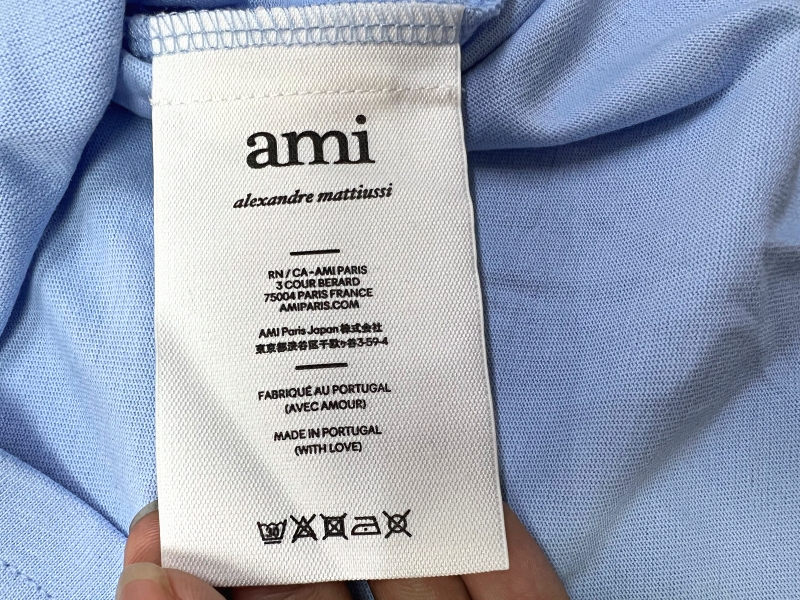 ami
alexandre mattiussi
RN / CA-AMI PARIS
3 COUR BERARD
75004 PARIS FRANCE
AMIPARIS.COM
AMI Paris Japan 株式会社
東京都渋谷区千駄ヶ谷3-59-4
FABRIQUÉ AU PORTUGAL
(AVEC AMOUR)
MADE IN PORTUGAL
(WITH LOVE)
30